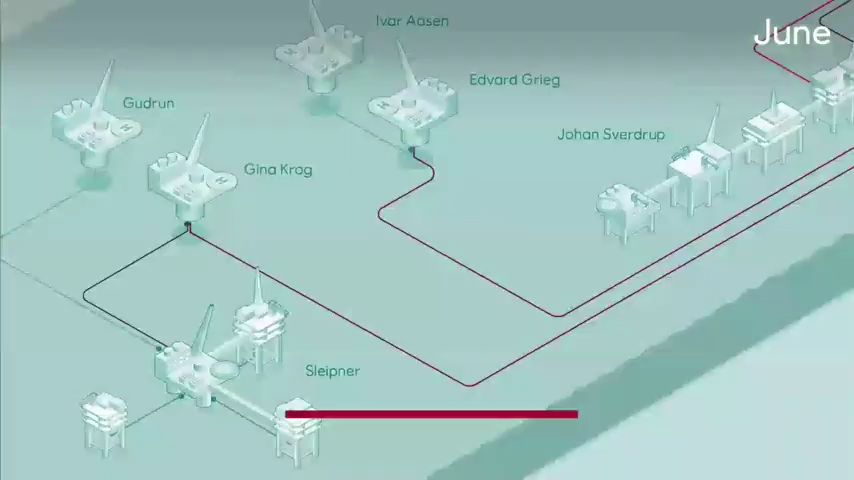 Ivar Aasen
June
Edvard Grieg
Gudrun
Johan Sverdrup
Gina Krog
Sleipner